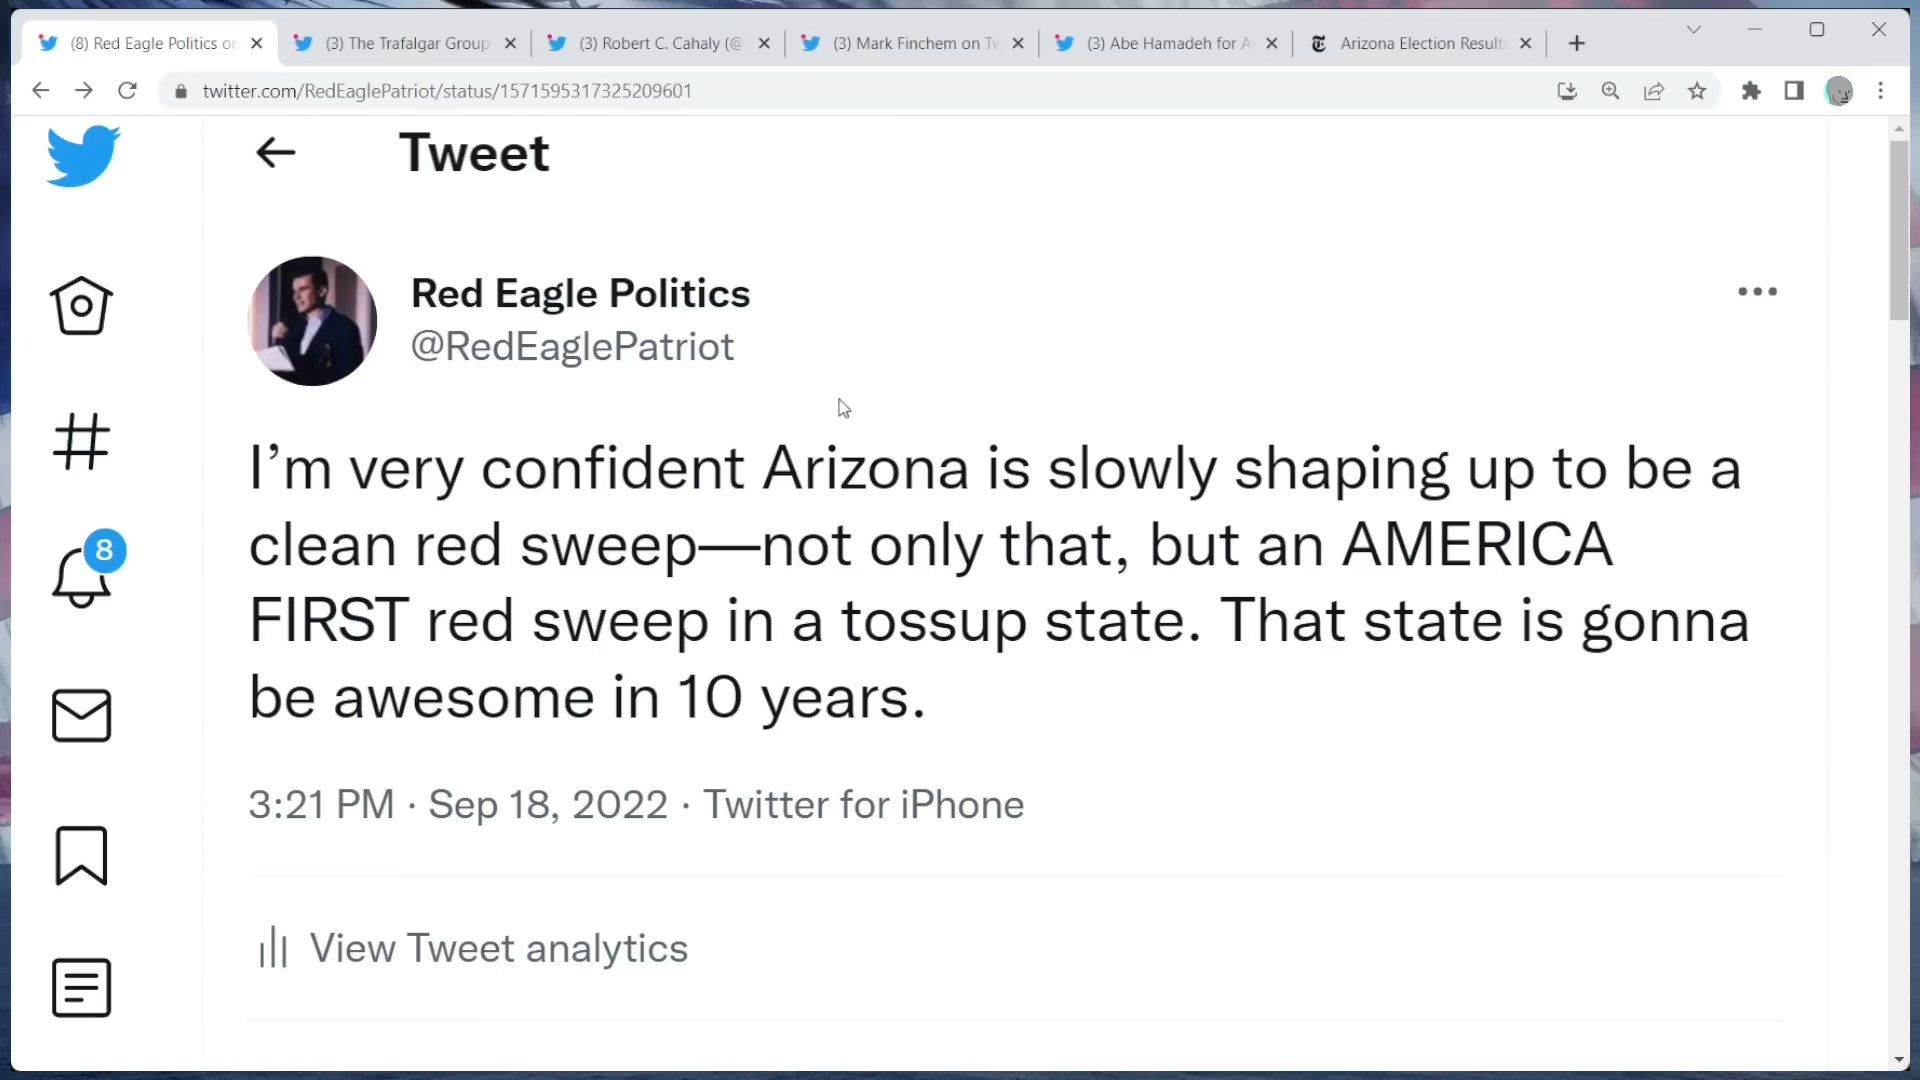 (8) Red Eagle Politics or
(3) The Trafalgar Group
(3) Robert C. Cahaly (@
(3) Mark Finchem on Tw
(3) Abe Hamadeh for A
Arizona Election Results
twitter.com/RedEaglePatriot/status/1571595317325209601
Tweet
Red Eagle Politics
@RedEaglePatriot
I’m very confident Arizona is slowly shaping up to be a
clean red sweep—not only that, but an AMERICA
FIRST red sweep in a tossup state. That state is gonna
be awesome in 10 years.
8
3:21 PM · Sep 18, 2022 · Twitter for iPhone
View Tweet analytics